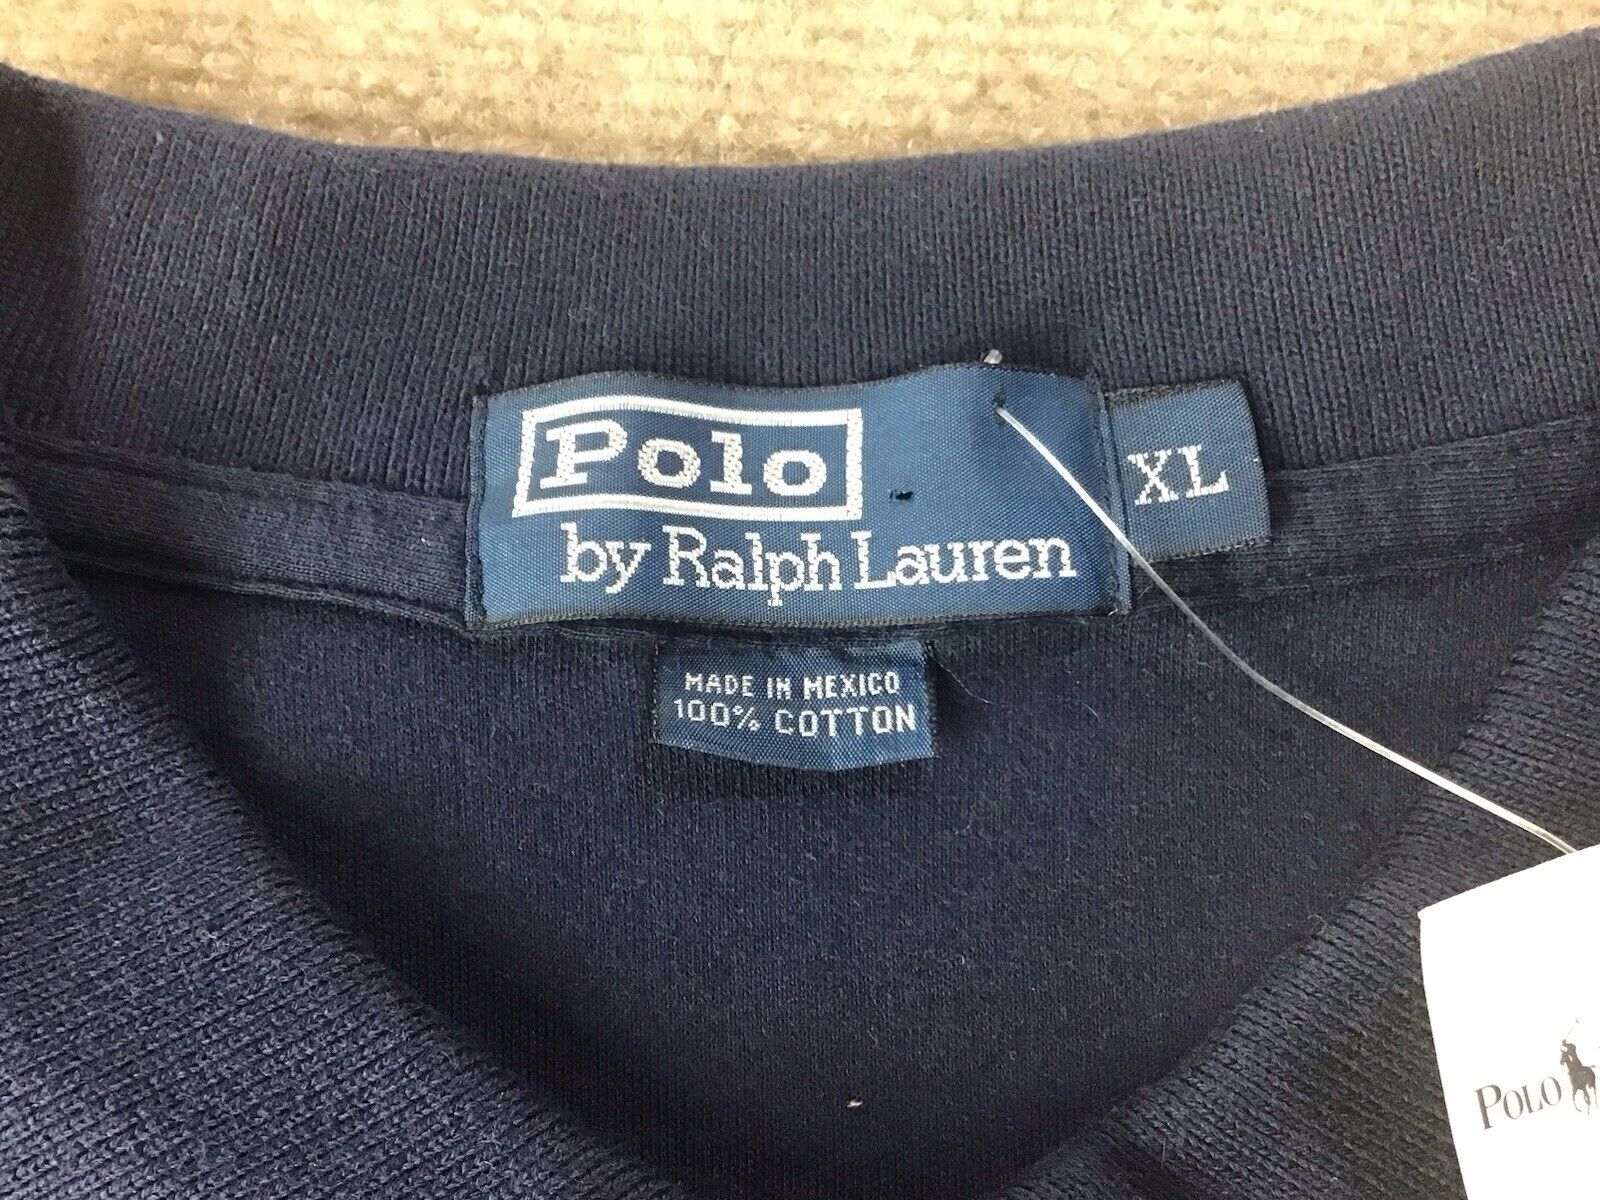 Polo
by Ralph Lauren
XL
MADE IN MEXICO
100% COTTON
POLO